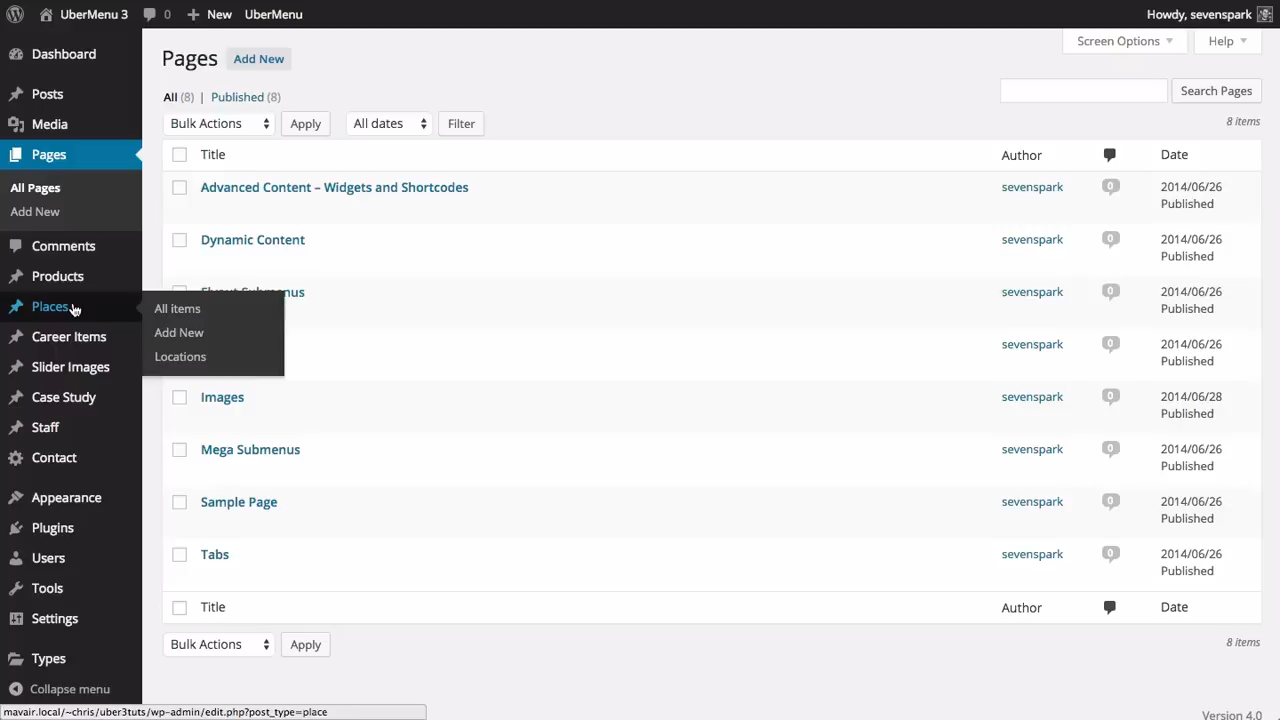 UberMenu 3 0 New UberMenu Howdy, sevenspark
Screen Options Help
Dashboard
Posts
Media
Pages
All Pages
Add New
Comments
Products
Places
Career Items
Slider Images
Case Study
Staff
Contact
Appearance
Plugins
Users
Tools
Settings
Types
Collapse menu
All items
Add New
Locations
Pages Add New
All (8) | Published (8)
Search Pages
Bulk Actions Apply All dates Filter
8 items
Title Author Date
Advanced Content – Widgets and Shortcodes sevenspark 0 2014/06/26
Published
Dynamic Content sevenspark 0 2014/06/26
Published
nus sevenspark 0 2014/06/26
Published
sevenspark 0 2014/06/26
Published
Images sevenspark 0 2014/06/28
Published
Mega Submenus sevenspark 0 2014/06/26
Published
Sample Page sevenspark 0 2014/06/26
Published
Tabs sevenspark 0 2014/06/26
Published
Title Author Date
Bulk Actions Apply
8 items
mavair.local/~chris/uber3tuts/wp-admin/edit.php?post_type=place
Version 4.0